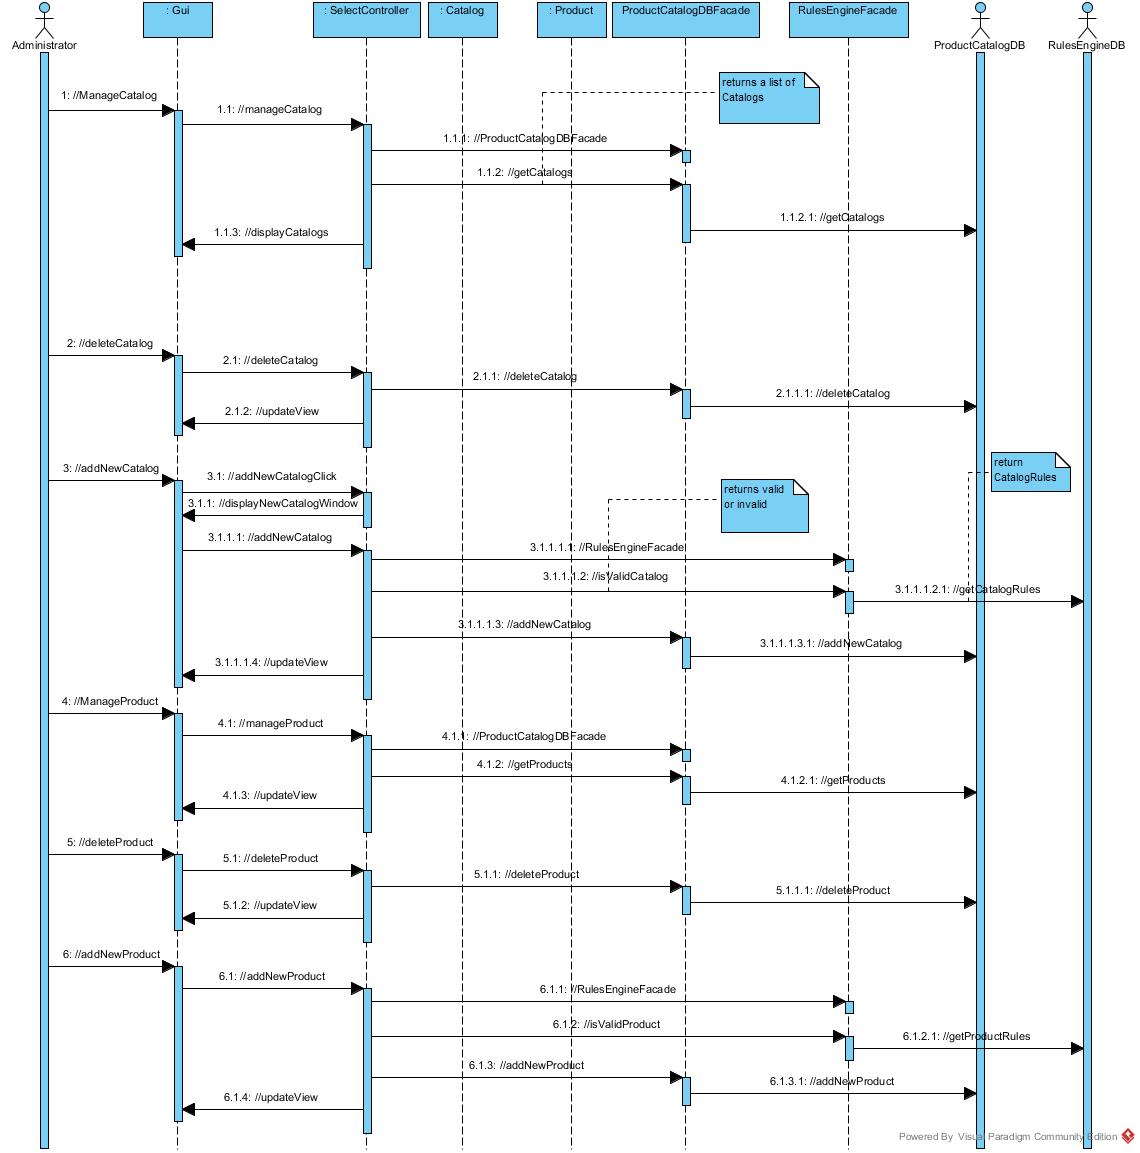 : Gui
: SelectController
: Catalog
: Product
ProductCatalogDBFacade
RulesEngineFacade
Administrator
ProductCatalogDB
RulesEngineDB
returns a list of
Catalogs
1: //ManageCatalog
1.1: //manageCatalog
1.1.1: //ProductCatalogDBFacade
1.1.2: //getCatalogs
1.1.2.1: //getCatalogs
1.1.3: //displayCatalogs
2: //deleteCatalog
2.1: //deleteCatalog
2.1.1: //deleteCatalog
2.1.1.1: //deleteCatalog
2.1.2: //updateView
return
CatalogRules
3: //addNewCatalog
3.1: //addNewCatalogClick
returns valid
or invalid
3.1.1: //displayNewCatalogWindow
3.1.1.1: //addNewCatalog
3.1.1.1.1: //RulesEngineFacade
3.1.1.1.2: //isValidCatalog
3.1.1.1.2.1: //getCatalogRules
3.1.1.1.3: //addNewCatalog
3.1.1.1.3.1: //addNewCatalog
3.1.1.1.4: //updateView
4: //ManageProduct
4.1: //manageProduct
4.1.1: //ProductCatalogDBFacade
4.1.2: //getProducts
4.1.2.1: //getProducts
4.1.3: //updateView
5: //deleteProduct
5.1: //deleteProduct
5.1.1: //deleteProduct
5.1.1.1: //deleteProduct
5.1.2: //updateView
6: //addNewProduct
6.1: //addNewProduct
6.1.1: //RulesEngineFacade
6.1.2: //isValidProduct
6.1.2.1: //getProductRules
6.1.3: //addNewProduct
6.1.3.1: //addNewProduct
6.1.4: //updateView
Powered By Visual Paradigm Community Edition